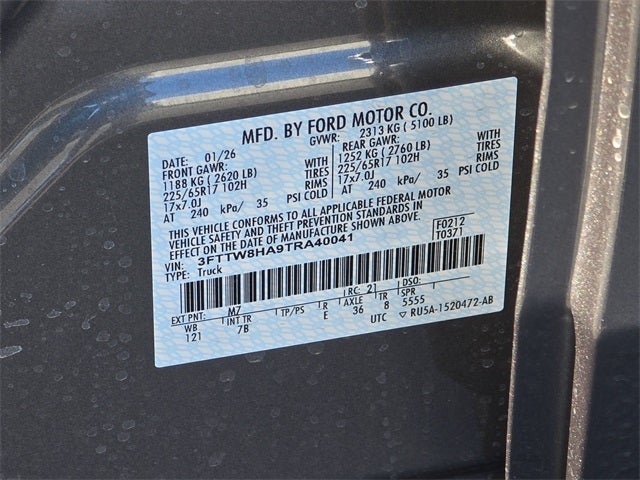 MFD. BY FORD MOTOR CO.
DATE: 01/26 GVWR: 2313 KG ( 5100 LB)
FRONT GAWR: WITH REAR GAWR: WITH
1188 KG ( 2620 LB) TIRES 1252 KG ( 2760 LB) TIRES
225/65R17 102H RIMS 225/65R17 102H RIMS
17x7.0J 17x7.0J
AT 240 kPa/ 35 PSI COLD AT 240 kPa/ 35 PSI COLD
THIS VEHICLE CONFORMS TO ALL APPLICABLE FEDERAL MOTOR
VEHICLE SAFETY AND THEFT PREVENTION STANDARDS IN
EFFECT ON THE DATE OF MANUFACTURE SHOWN ABOVE.
VIN: 3FTTW8HA9TRA40041
TYPE: Truck
F0212
T0371
EXT PNT: M7 RC: 21 DSO:
WB INT TR TP/PS R AXLE TR SPR
121 7B E 36 8 5555
UTC RU5A-1520472-AB